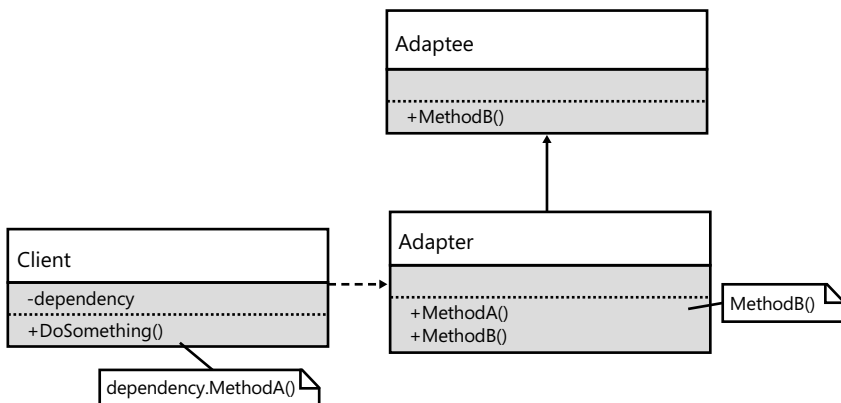 Adaptee
+MethodB()
Adapter
+MethodA()
+MethodB()
MethodB()
Client
-dependency
+DoSomething()
dependency.MethodA()